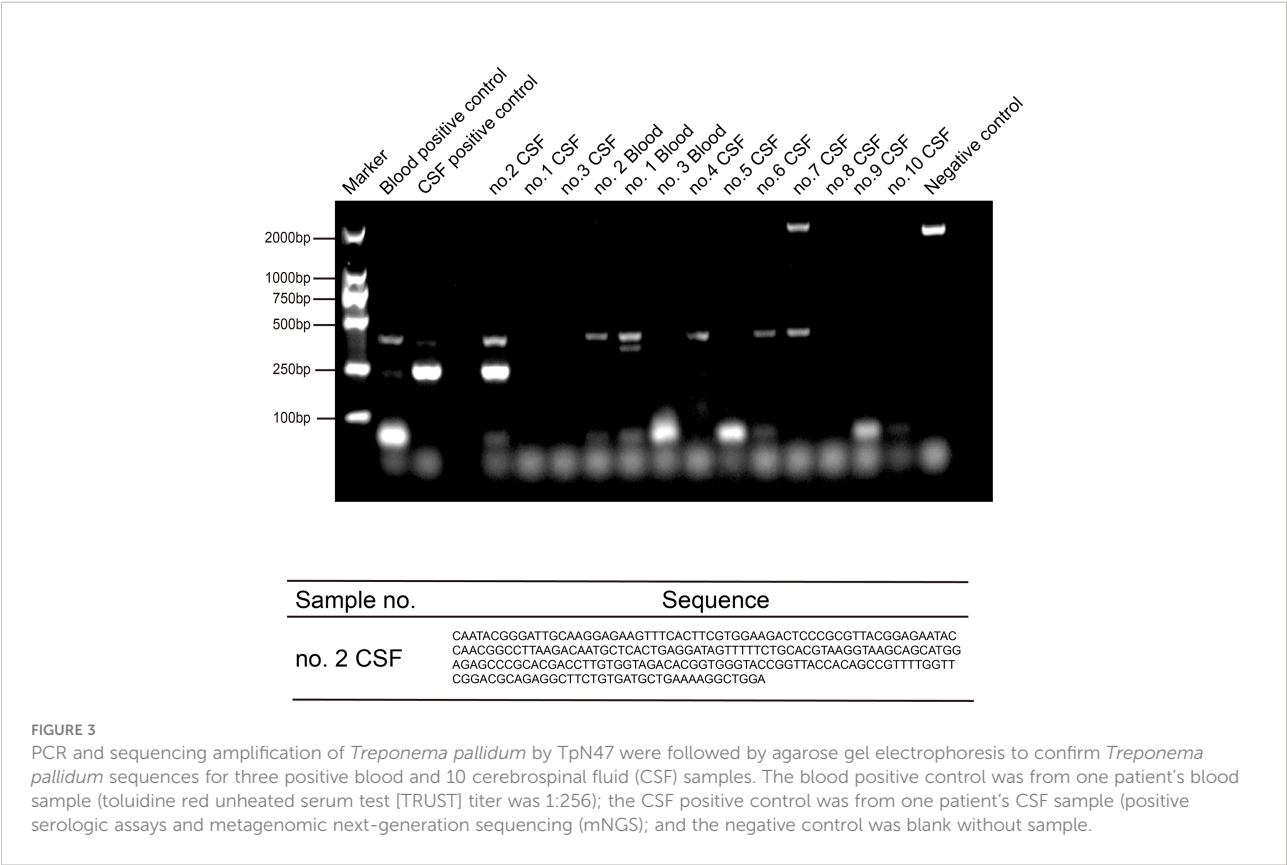 Marker
Blood positive control
CSF positive control
no.2 CSF
no.1 CSF
no.3 CSF
no. 2 Blood
no. 1 Blood
no. 3 Blood
no.4 CSF
no.5 CSF
no.6 CSF
no.7 CSF
no.8 CSF
no.9 CSF
no.10 CSF
Negative control
2000bp
1000bp
750bp
500bp
250bp
100bp
Sample no. Sequence
no. 2 CSF
CAATACGGGATTGCAAGGAGAAGTTTCACTTCGTGGAAGACTCCCGCGTTACGGAGAATAC
CAACGGCCTTAAGACAATGCTCACTGAGGATAGTTTTTCTGCACGTAAGGTAAGCAGCATGG
AGAGCCCGCACGACCTTGTGGTAGACACGGTGGGTACCGGTTACCACAGCCGTTTTGGTT
CGGACGCAGAGGCTTCTGTGATGCTGAAAAGGCTGGA
FIGURE 3
PCR and sequencing amplification of Treponema pallidum by TpN47 were followed by agarose gel electrophoresis to confirm Treponema
pallidum sequences for three positive blood and 10 cerebrospinal fluid (CSF) samples. The blood positive control was from one patient's blood
sample (toluidine red unheated serum test [TRUST] titer was 1:256); the CSF positive control was from one patient's CSF sample (positive
serologic assays and metagenomic next-generation sequencing (mNGS); and the negative control was blank without sample.